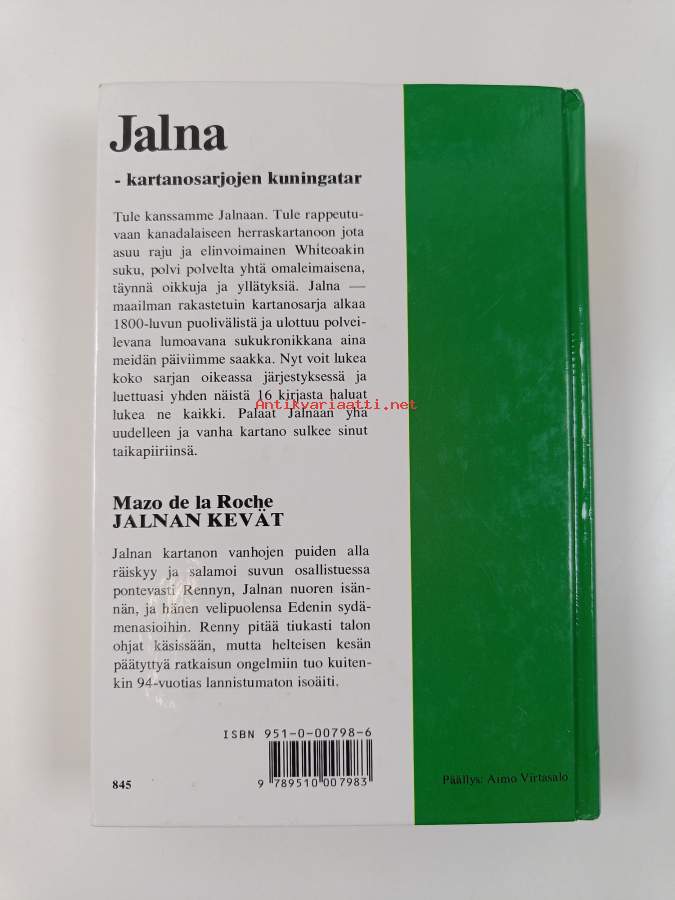 Jalna
- kartanosarjojen kuningatar
Tule kanssamme Jalnaan. Tule rappeutu-
vaan kanadalaiseen herraskartanoon jota
asuu raju ja elinvoimainen Whiteoakin
suku, polvi polvelta yhtä omaleimaisena,
täynnä oikkuja ja yllätyksiä. Jalna —
maailman rakastetuin kartanosarja alkaa
1800-luvun puolivälistä ja ulottuu polvei-
levana lumoavana sukukronikkana aina
meidän päiviimme saakka. Nyt voit lukea
koko sarjan oikeassa järjestyksessä ja
luettuasi yhden näistä 16 kirjasta haluat
lukea ne kaikki. Palaat Jalnaan yhä
uudelleen ja vanha kartano sulkee sinut
taikapiiriinsä.
Antikvariaatti.net
Mazo de la Roche
JALNAN KEVÄT
Jalnan kartanon vanhojen puiden alla
räiskyy ja salamoi suvun osallistuessa
pontevasti Rennyn, Jalnan nuoren isän-
nän, ja hänen velipuolensa Edenin sydä-
menasioihin. Renny pitää tiukasti talon
ohjat käsissään, mutta helteisen kesän
päätyttyä ratkaisun ongelmiin tuo kuiten-
kin 94-vuotias lannistumaton isoäiti.
ISBN 951-0-00798-6
845
9 789510 007983
Päällys: Aimo Virtasalo